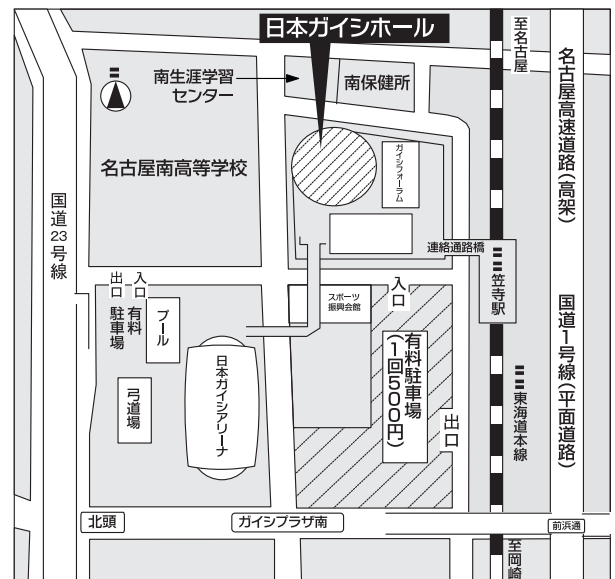 日本ガイシホール
至名古屋
南生涯学習
センター
南保健所
名古屋高速道路(高架)
名古屋南高等学校
ガイシフォーラム
国道23号線
連絡通路橋
笠寺駅
出口
入口
有料
駐車場
プール
スポーツ
振興会館
入口
有料駐車場
(1回500円)
国道1号線(平面道路)
日本ガイシアリーナ
弓道場
出口
東海道本線
北頭
ガイシプラザ南
前浜通
至岡崎